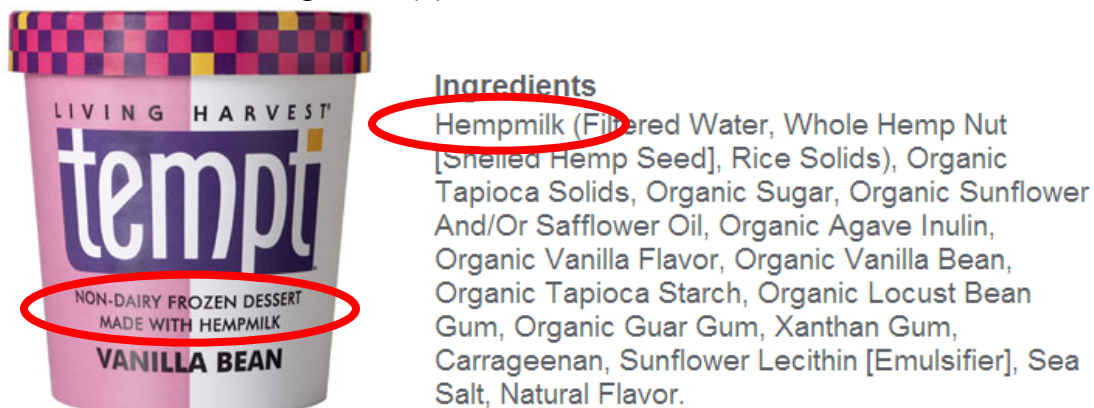 LIVING HARVEST®
tempt
NON-DAIRY FROZEN DESSERT
MADE WITH HEMPMILK
VANILLA BEAN
Ingredients
Hempmilk (Filtered Water, Whole Hemp Nut
[Shelled Hemp Seed], Rice Solids), Organic
Tapioca Solids, Organic Sugar, Organic Sunflower
And/Or Safflower Oil, Organic Agave Inulin,
Organic Vanilla Flavor, Organic Vanilla Bean,
Organic Tapioca Starch, Organic Locust Bean
Gum, Organic Guar Gum, Xanthan Gum,
Carrageenan, Sunflower Lecithin [Emulsifier], Sea
Salt, Natural Flavor.